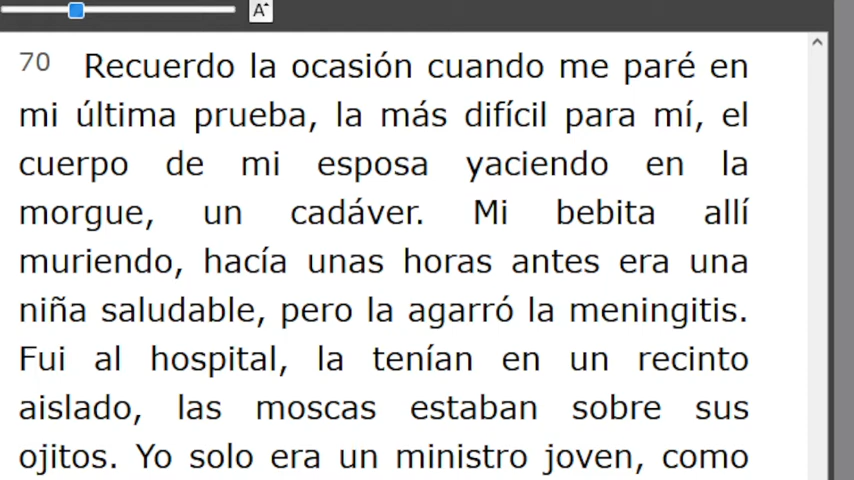 A
70 Recuerdo la ocasión cuando me paré en
mi última prueba, la más difícil para mí, el
cuerpo de mi esposa yaciendo en la
morgue, un cadáver. Mi bebita allí
muriendo, hacía unas horas antes era una
niña saludable, pero la agarró la meningitis.
Fui al hospital, la tenían en un recinto
aislado, las moscas estaban sobre sus
ojitos. Yo solo era un ministro joven, como